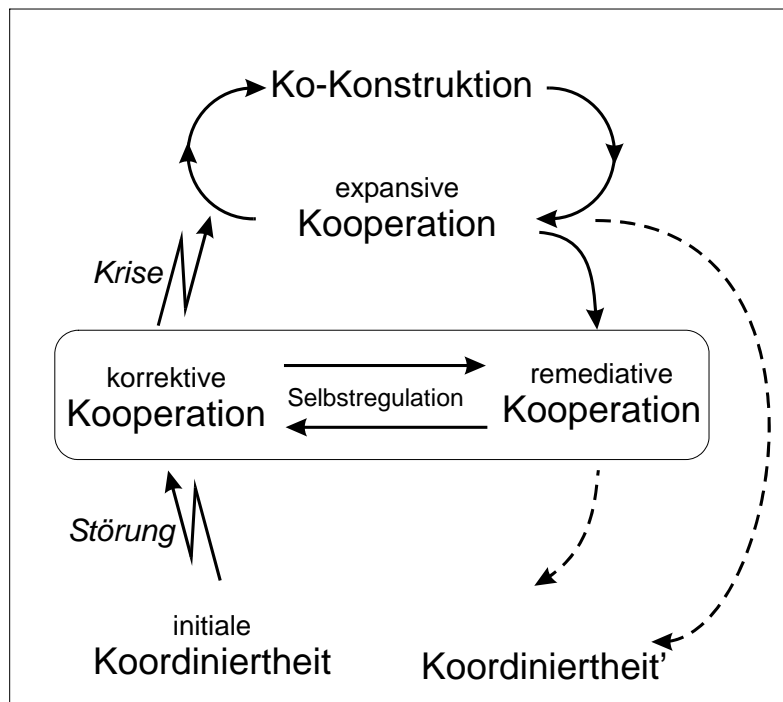 Ko-Konstruktion
expansive
Kooperation
Krise
korrektive
Kooperation
Selbstregulation
remediative
Kooperation
Störung
initiale
Koordiniertheit
Koordiniertheit’